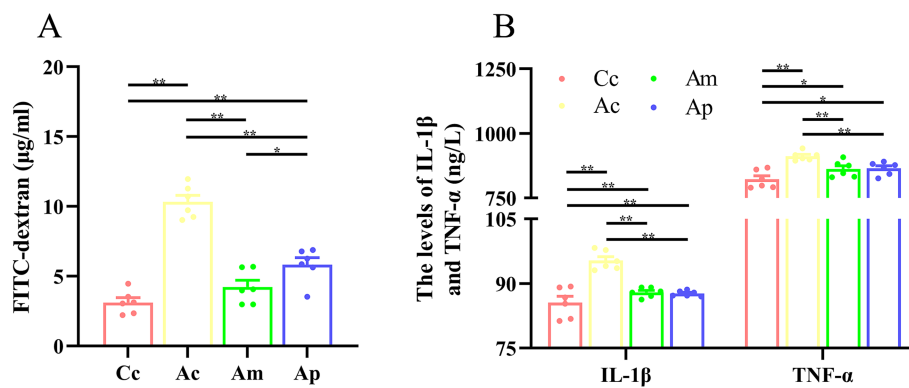 A
FITC-dextran (µg/ml)
20
15
10
5
0
**
**
**
**
*
Cc
Ac
Am
Ap
B
The levels of IL-1β
and TNF-α (ng/L)
1250
1000
750
105
90
75
Cc
Am
Ac
Ap
**
**
**
**
**
**
*
*
**
**
IL-1β
TNF-α